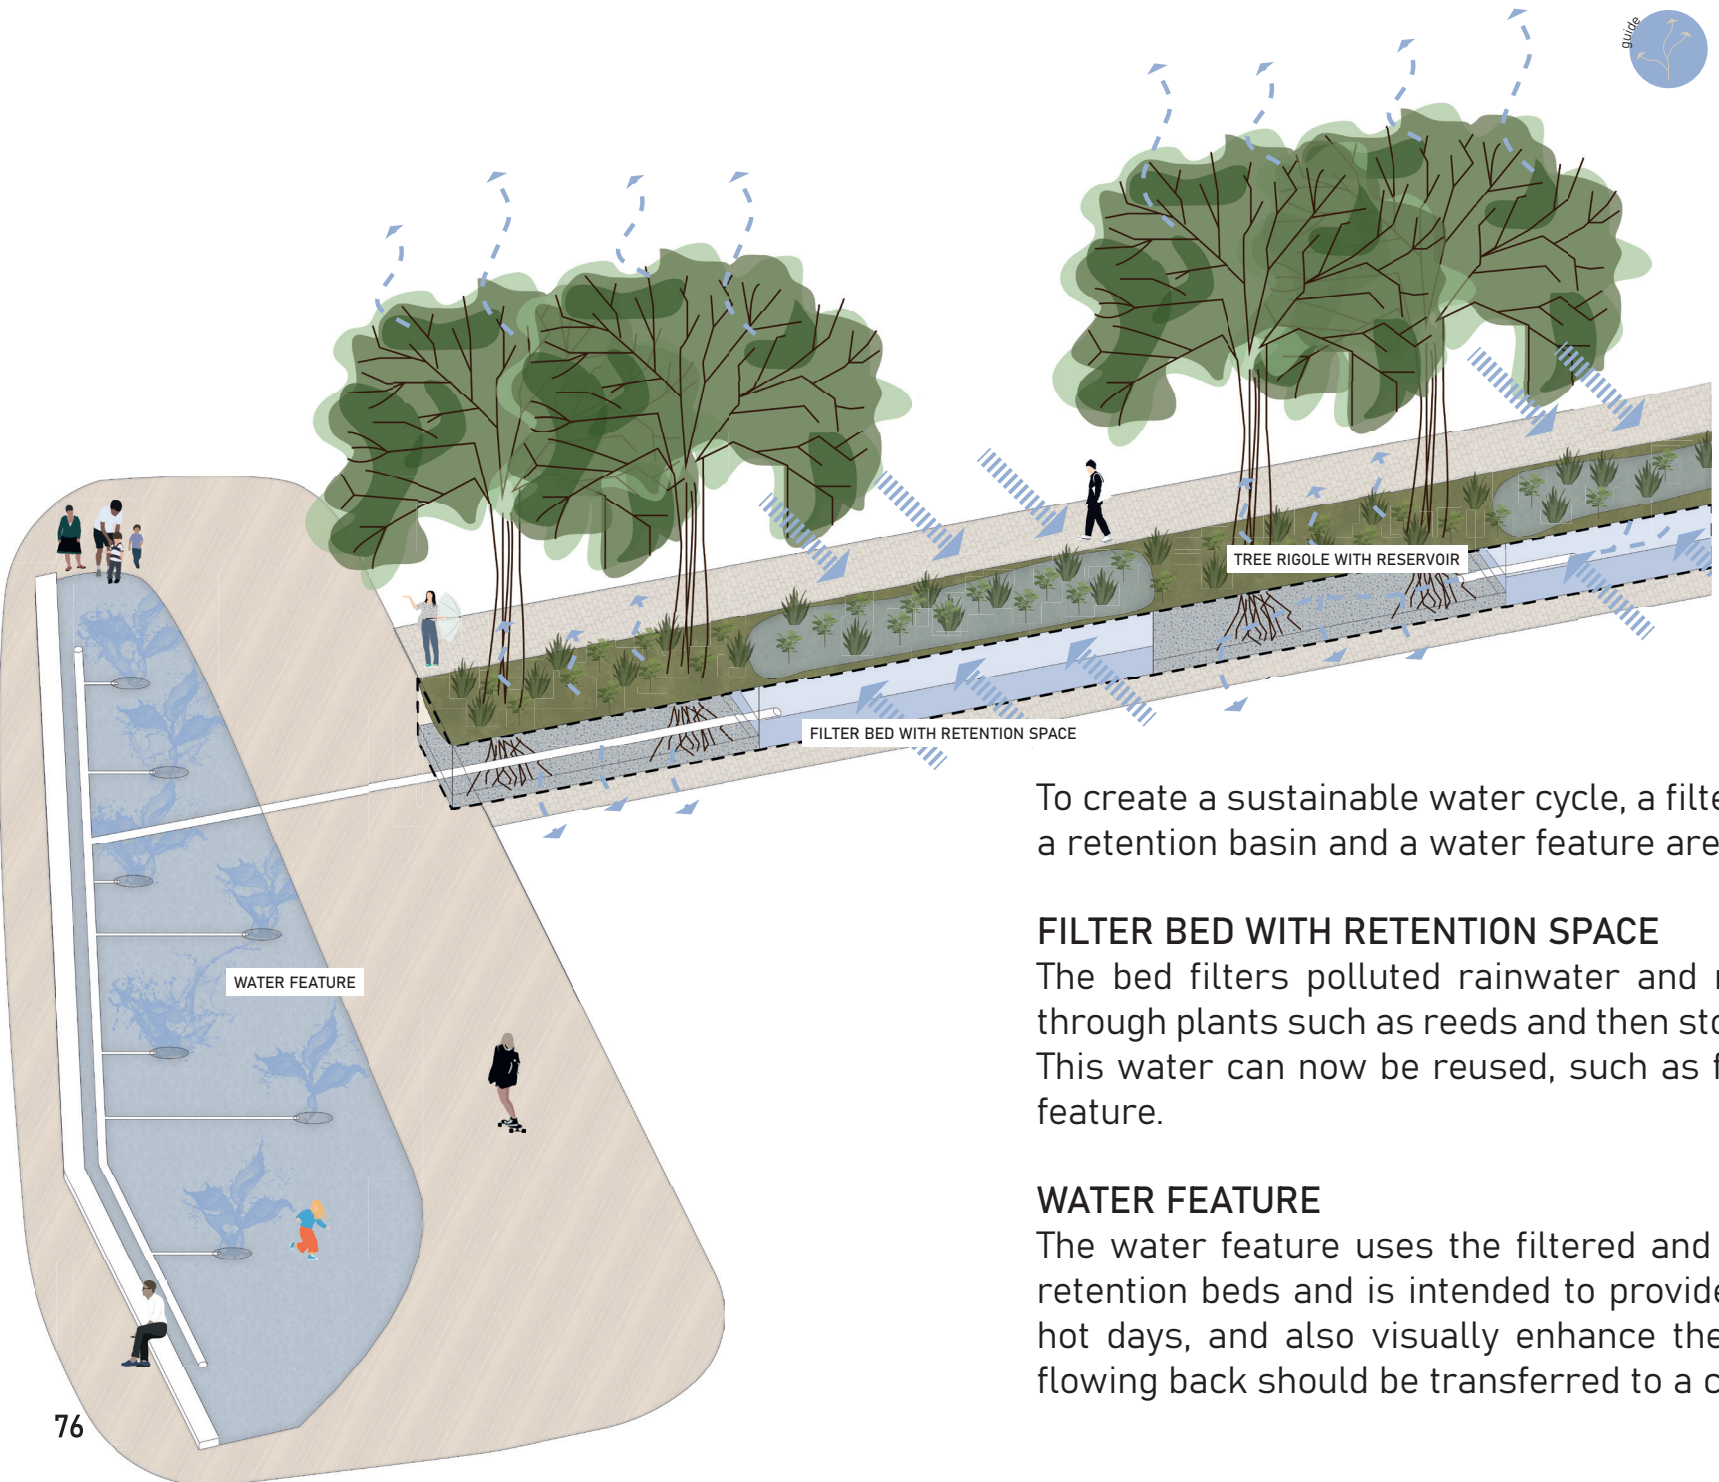 guide
TREE RIGOLE WITH RESERVOIR
FILTER BED WITH RETENTION SPACE
WATER FEATURE
To create a sustainable water cycle, a filte
a retention basin and a water feature are
FILTER BED WITH RETENTION SPACE
The bed filters polluted rainwater and
through plants such as reeds and then sto
This water can now be reused, such as f
feature.
WATER FEATURE
The water feature uses the filtered and
retention beds and is intended to provide
hot days, and also visually enhance the
flowing back should be transferred to a c
76